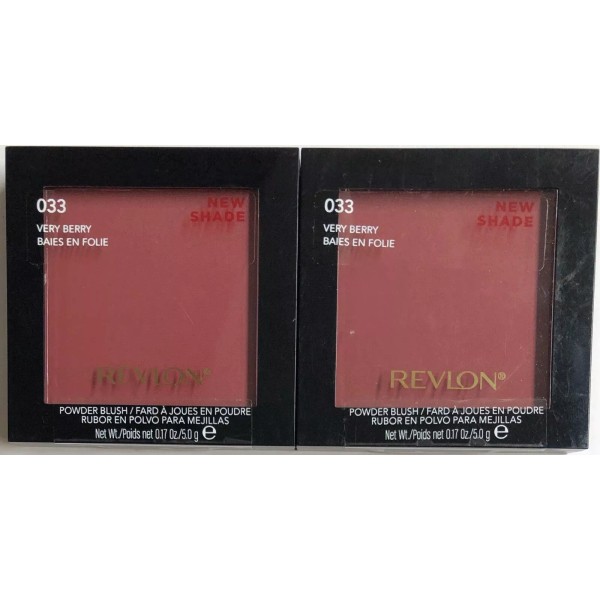 033
NEW
SHADE
VERY BERRY
BAIES EN FOLIE
REVLON®
POWDER BLUSH / FARD À JOUES EN POUDRE
RUBOR EN POLVO PARA MEJILLAS
Net Wt./Poids net 0.17 Oz/5.0 g ℮
033
NEW
SHADE
VERY BERRY
BAIES EN FOLIE
REVLON®
POWDER BLUSH / FARD À JOUES EN POUDRE
RUBOR EN POLVO PARA MEJILLAS
Net Wt./Poids net 0.17 Oz/5.0 g ℮